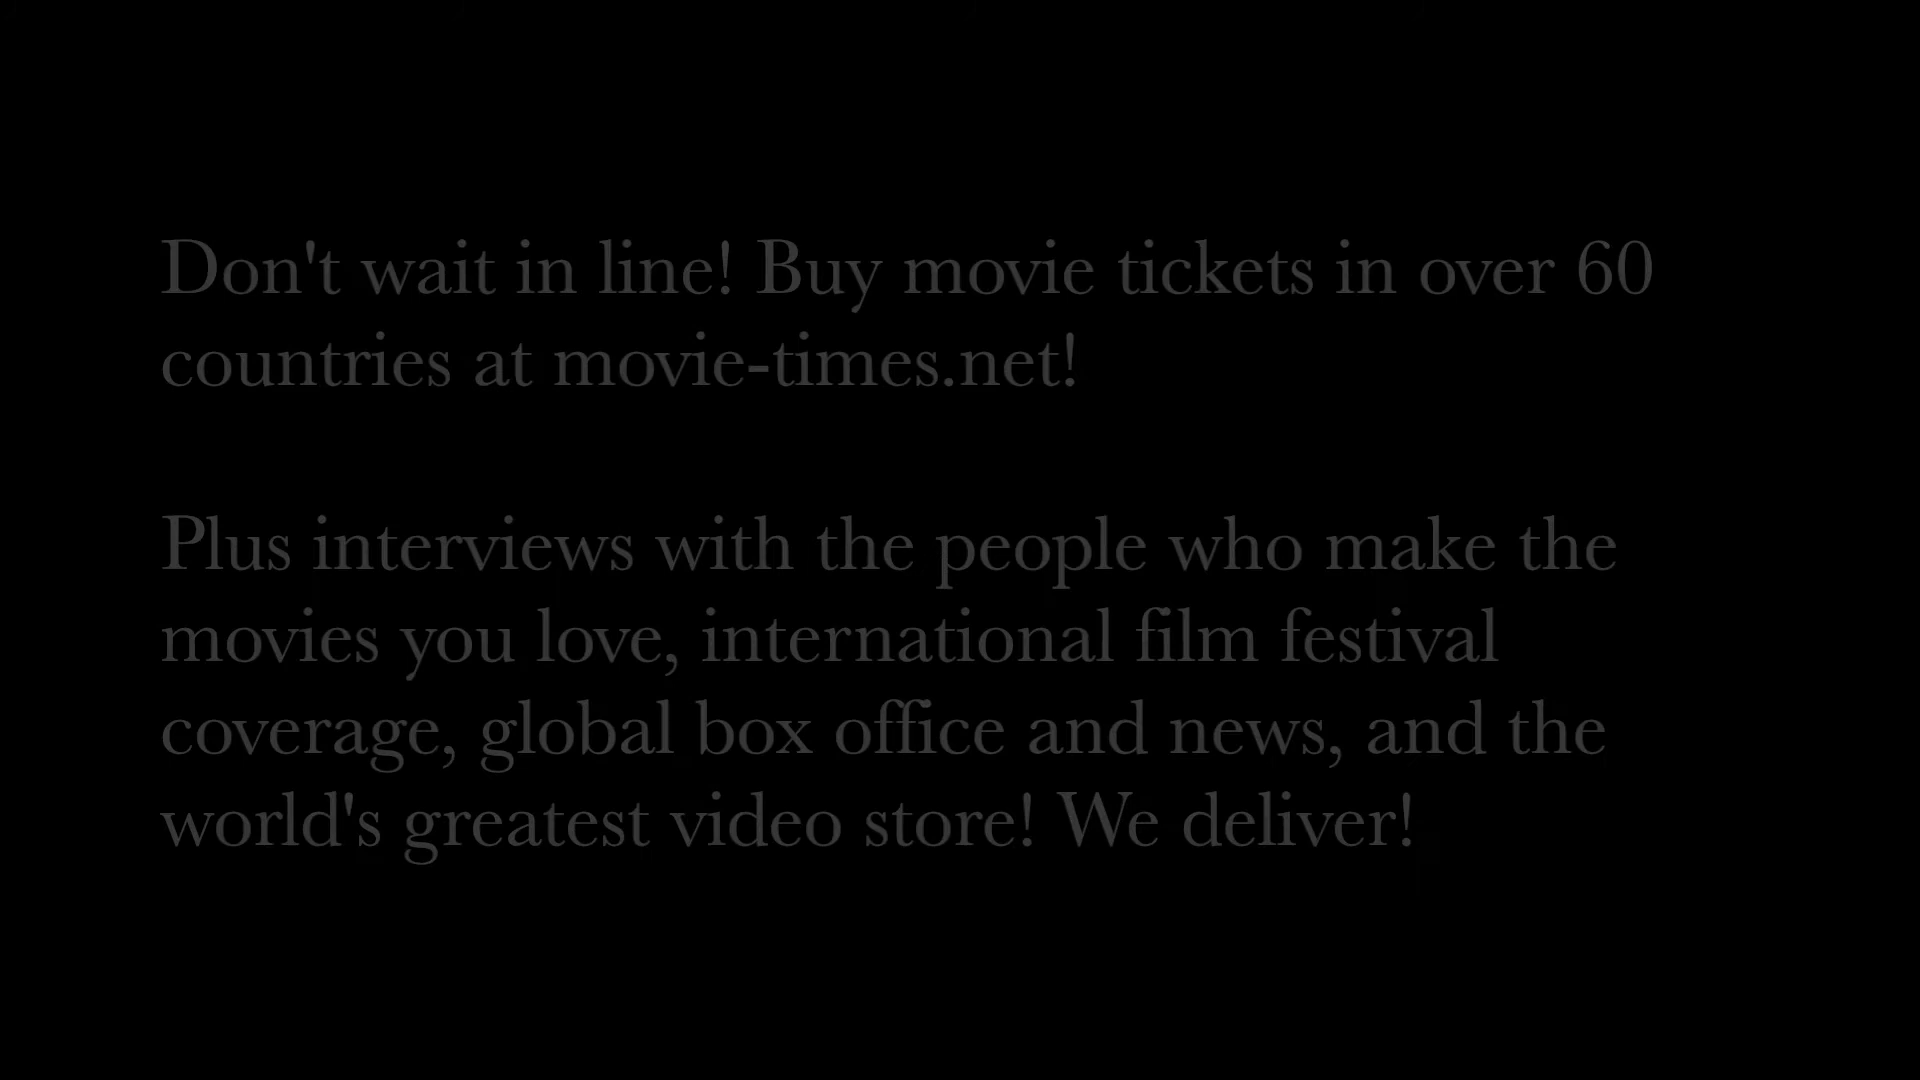 Don't wait in line! Buy movie tickets in over 60
countries at movie-times.net!
Plus interviews with the people who make the
movies you love, international film festival
coverage, global box office and news, and the
world's greatest video store! We deliver!